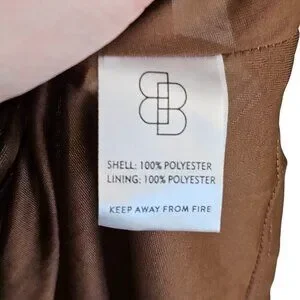 SHELL: 100% POLYESTER
LINING: 100% POLYESTER
KEEP AWAY FROM FIRE